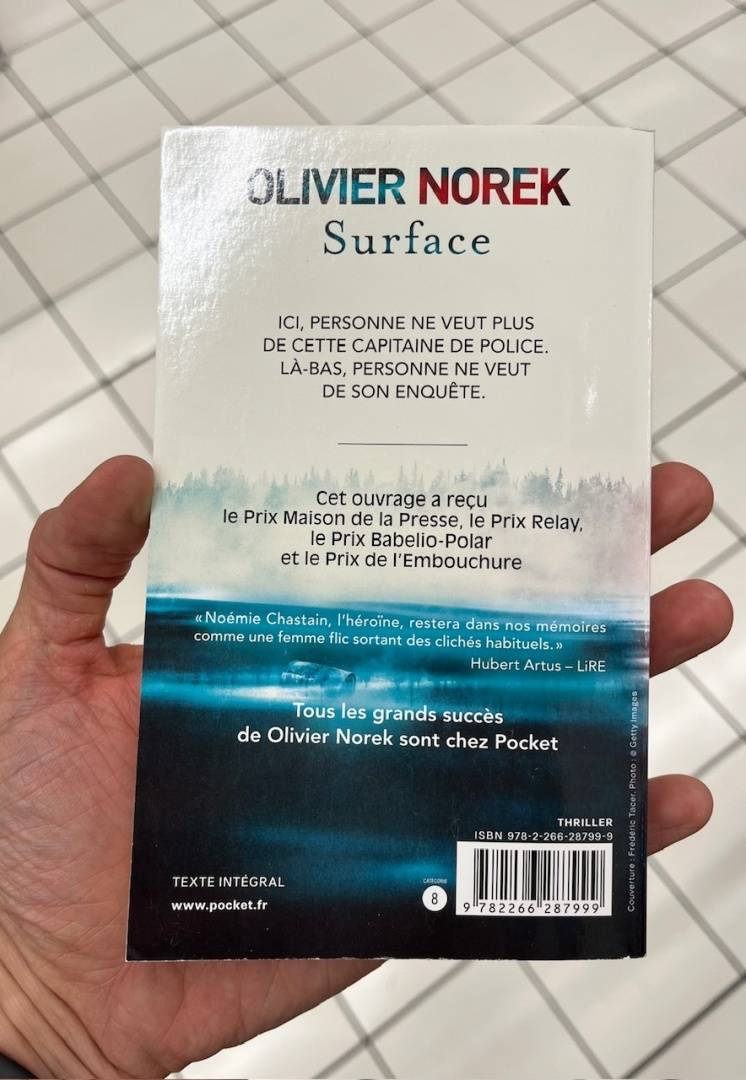 OLIVIER NOREK
Surface
ICI, PERSONNE NE VEUT PLUS
DE CETTE CAPITAINE DE POLICE.
LÀ-BAS, PERSONNE NE VEUT
DE SON ENQUÊTE.
Cet ouvrage a reçu
le Prix Maison de la Presse, le Prix Relay,
le Prix Babelio-Polar
et le Prix de l'Embouchure
« Noémie Chastain, l'héroïne, restera dans nos mémoires
comme une femme flic sortant des clichés habituels. »
Hubert Artus – LiRE
Tous les grands succès
de Olivier Norek sont chez Pocket
THRILLER
ISBN 978-2-266-28799-9
TEXTE INTÉGRAL
www.pocket.fr
CATÉGORIE
8
9 782266 287999
Couverture : Frédéric Tacer. Photo : © Getty Images